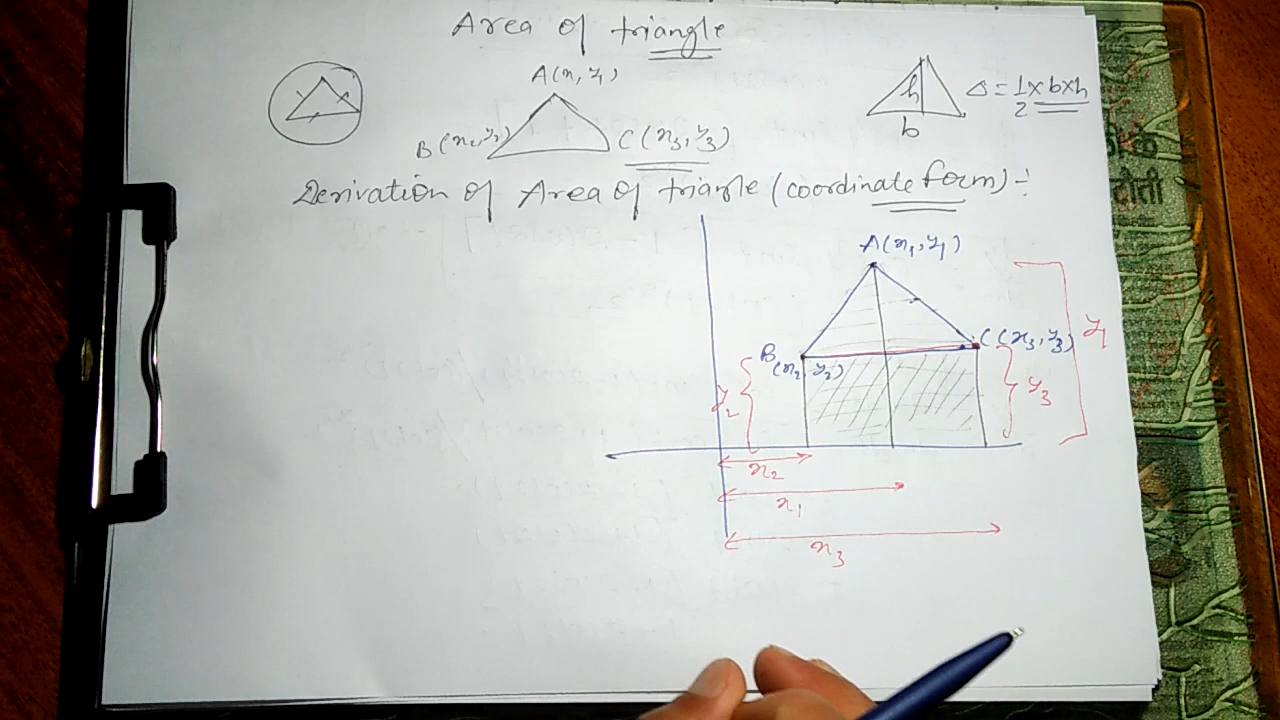 Area of triangle
A(x, y1)
B(x2, y2)
C(x3, y3)
h
b
Δ = 1/2 × b × h
Derivation of Area of triangle (coordinate form) :-
A(x1, y1)
B(x2, y2)
C(x3, y3)
y1
y2
y3
x2
x1
x3